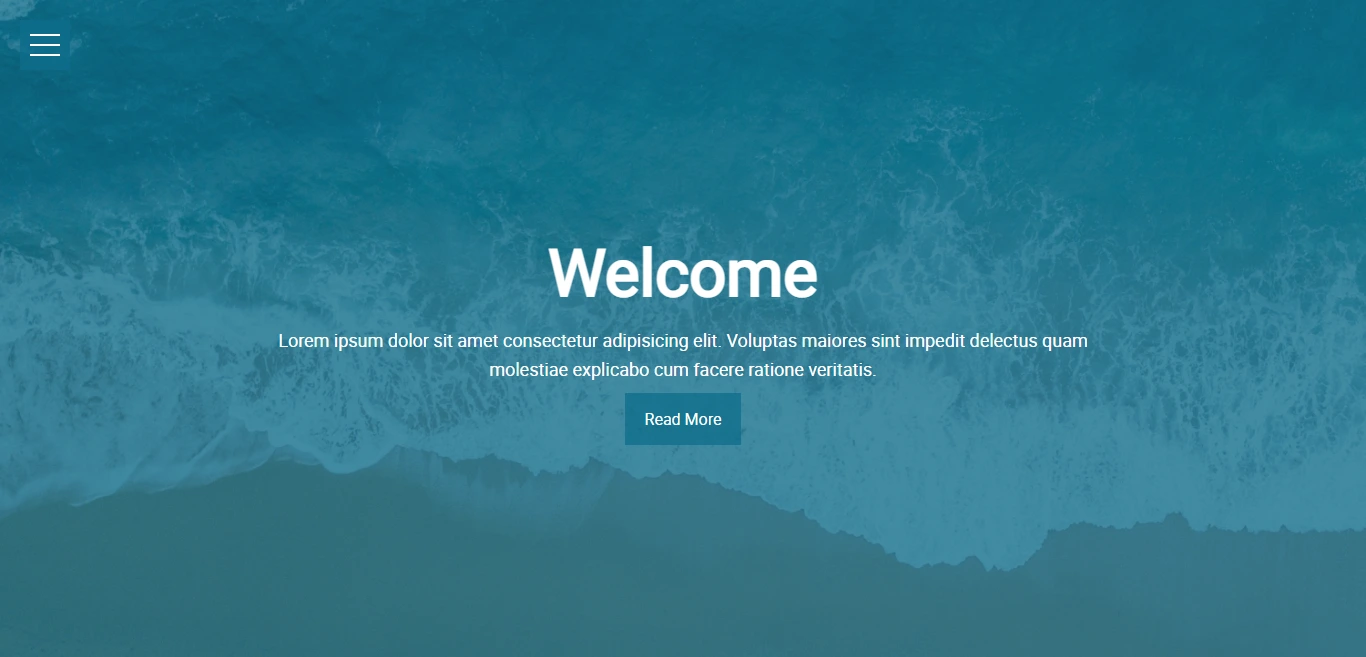 Welcome
Lorem ipsum dolor sit amet consectetur adipisicing elit. Voluptas maiores sint impedit delectus quam
molestiae explicabo cum facere ratione veritatis.
Read More